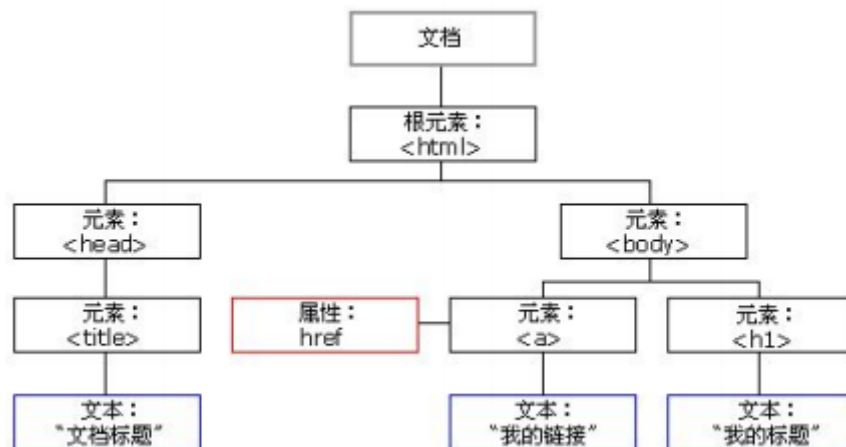 文档
根元素：
<html>
元素：
<head>
元素：
<body>
元素：
<title>
属性：
href
元素：
<a>
元素：
<h1>
文本：
“文档标题”
文本：
“我的链接”
文本：
“我的标题”